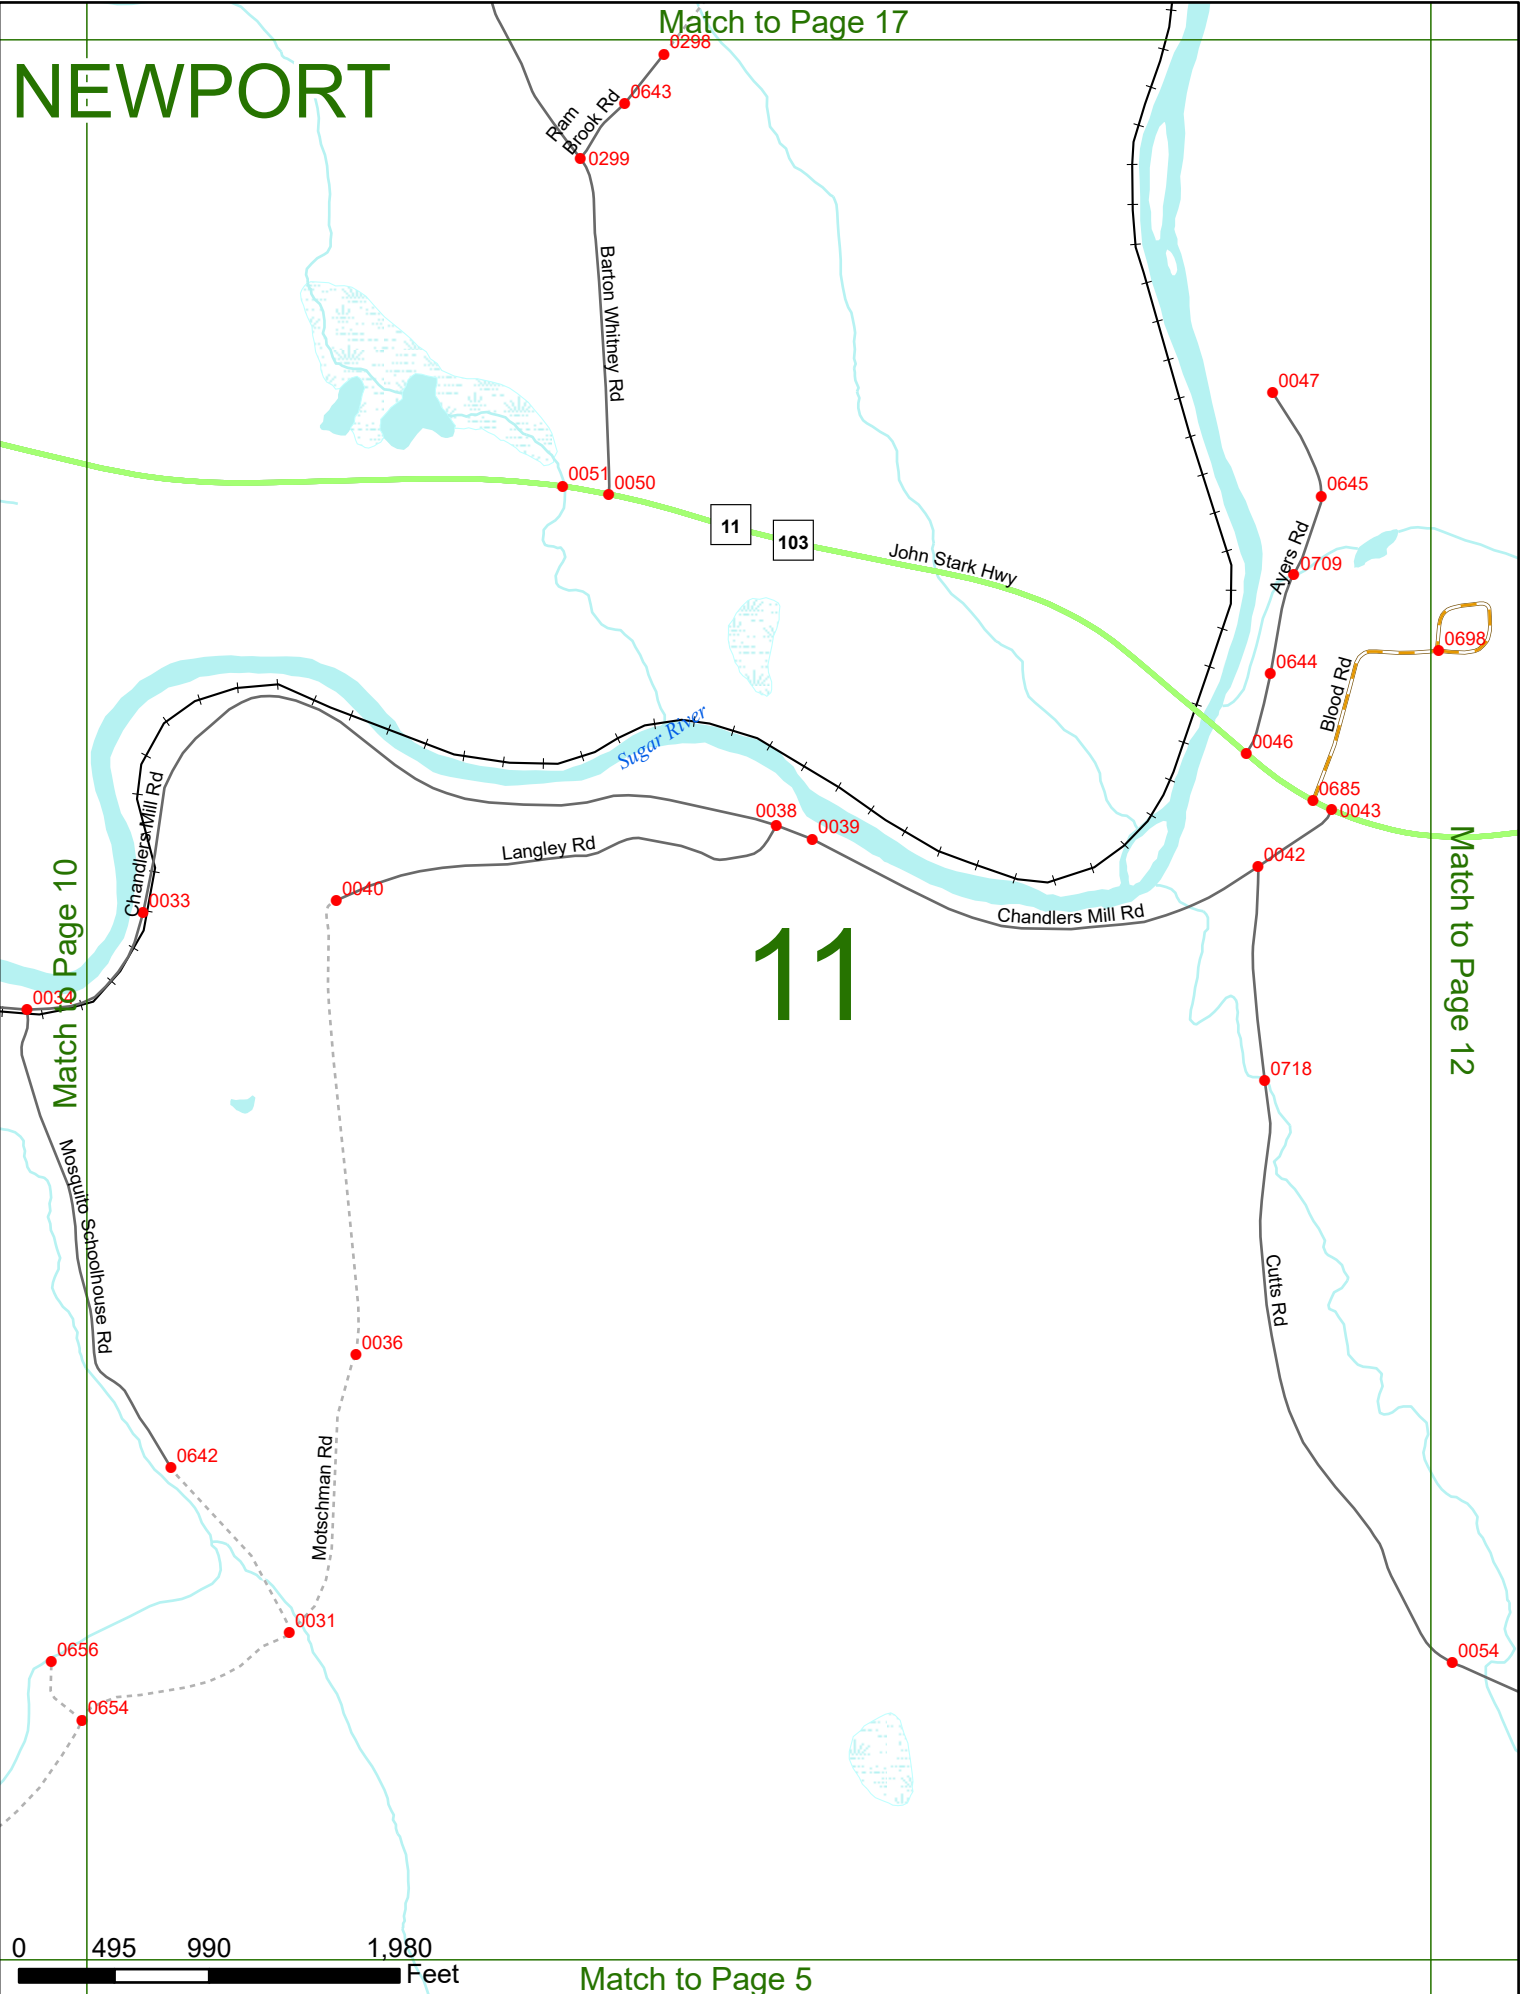 Match to Page 17
NEWPORT
0298
0643
Ram
Brook Rd
0299
Barton Whitney Rd
0047
0051
0050
0645
11
103
John Stark Hwy
Ayers Rd
0709
0698
0644
Blood Rd
Sugar River
0046
0685
0043
Chandlers Mill Rd
0038
0039
Langley Rd
0042
Match to Page 10
0033
0040
Chandlers Mill Rd
11
Match to Page 12
0034
0718
Mosquito Schoolhouse Rd
Cutts Rd
0036
Motschman Rd
0642
0031
0656
0054
0654
0 495 990 1,980
Feet
Match to Page 5